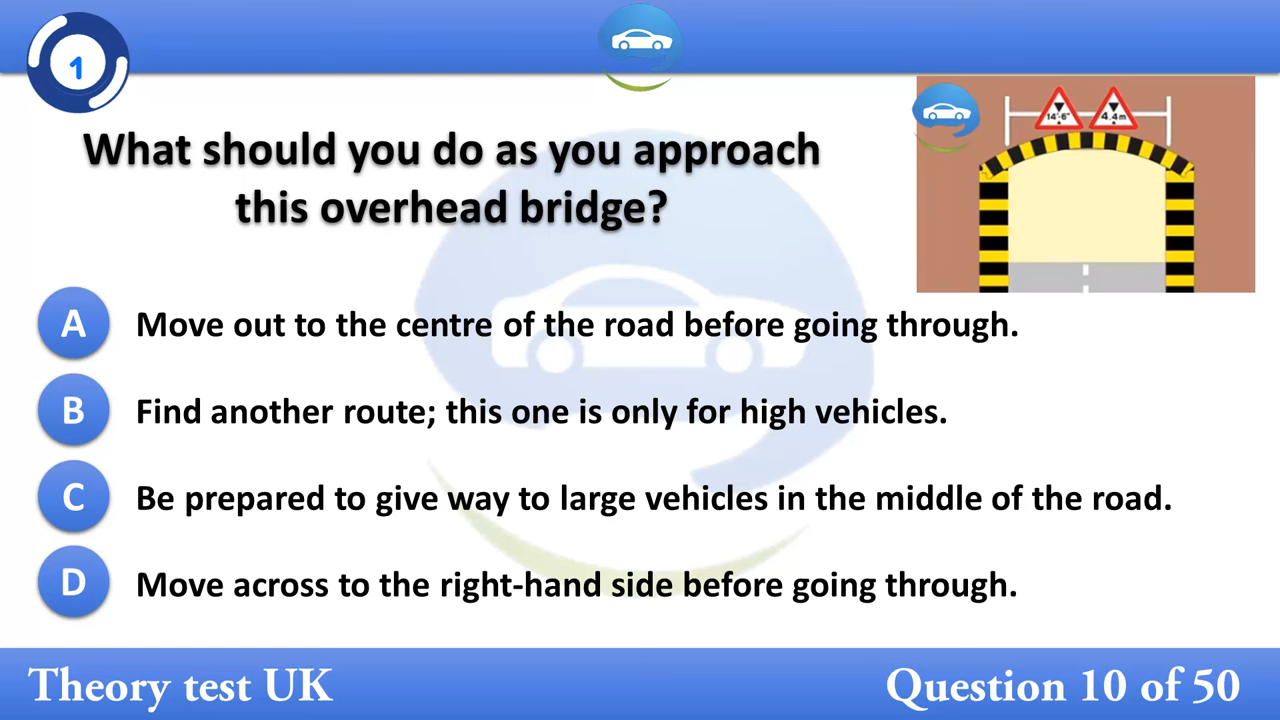 1
14'-6"
4.4m
What should you do as you approach
this overhead bridge?
A
Move out to the centre of the road before going through.
B
Find another route; this one is only for high vehicles.
C
Be prepared to give way to large vehicles in the middle of the road.
D
Move across to the right-hand side before going through.
Theory test UK
Question 10 of 50